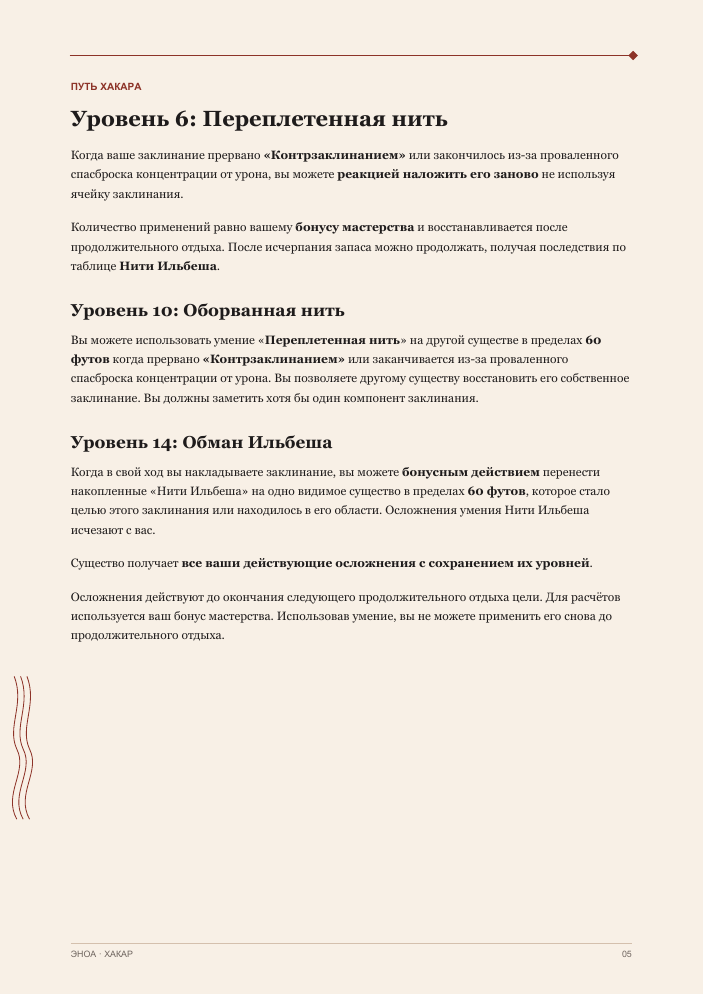 ПУТЬ ХАКАРА
Уровень 6: Переплетенная нить
Когда ваше заклинание прервано «Контрзаклинанием» или закончилось из-за проваленного
спасброска концентрации от урона, вы можете реакцией наложить его заново не используя
ячейку заклинания.
Количество применений равно вашему бонусу мастерства и восстанавливается после
продолжительного отдыха. После исчерпания запаса можно продолжать, получая последствия по
таблице Нити Ильбеша.
Уровень 10: Оборванная нить
Вы можете использовать умение «Переплетенная нить» на другой существе в пределах 60
футов когда прервано «Контрзаклинанием» или заканчивается из-за проваленного
спасброска концентрации от урона. Вы позволяете другому существу восстановить его собственное
заклинание. Вы должны заметить хотя бы один компонент заклинания.
Уровень 14: Обман Ильбеша
Когда в свой ход вы накладываете заклинание, вы можете бонусным действием перенести
накопленные «Нити Ильбеша» на одно видимое существо в пределах 60 футов, которое стало
целью этого заклинания или находилось в его области. Осложнения умения Нити Ильбеша
исчезают с вас.
Существо получает все ваши действующие осложнения с сохранением их уровней.
Осложнения действуют до окончания следующего продолжительного отдыха цели. Для расчётов
используется ваш бонус мастерства. Использовав умение, вы не можете применить его снова до
продолжительного отдыха.
ЭНОА · ХАКАР
05